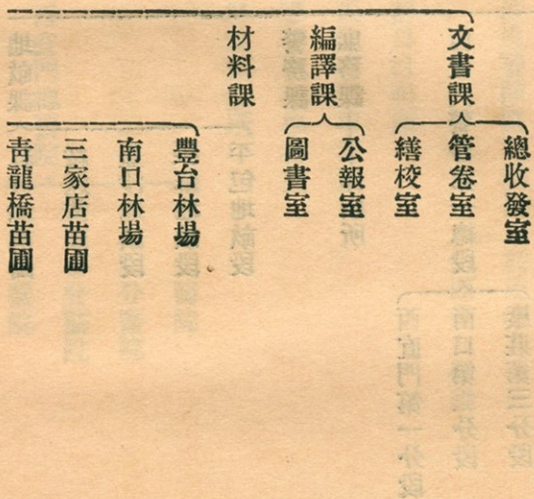 文書課
總收發室
管卷室
繕校室
編譯課
公報室
圖書室
材料課
豐台林場
南口林場
三家店苗圃
青龍橋苗圃